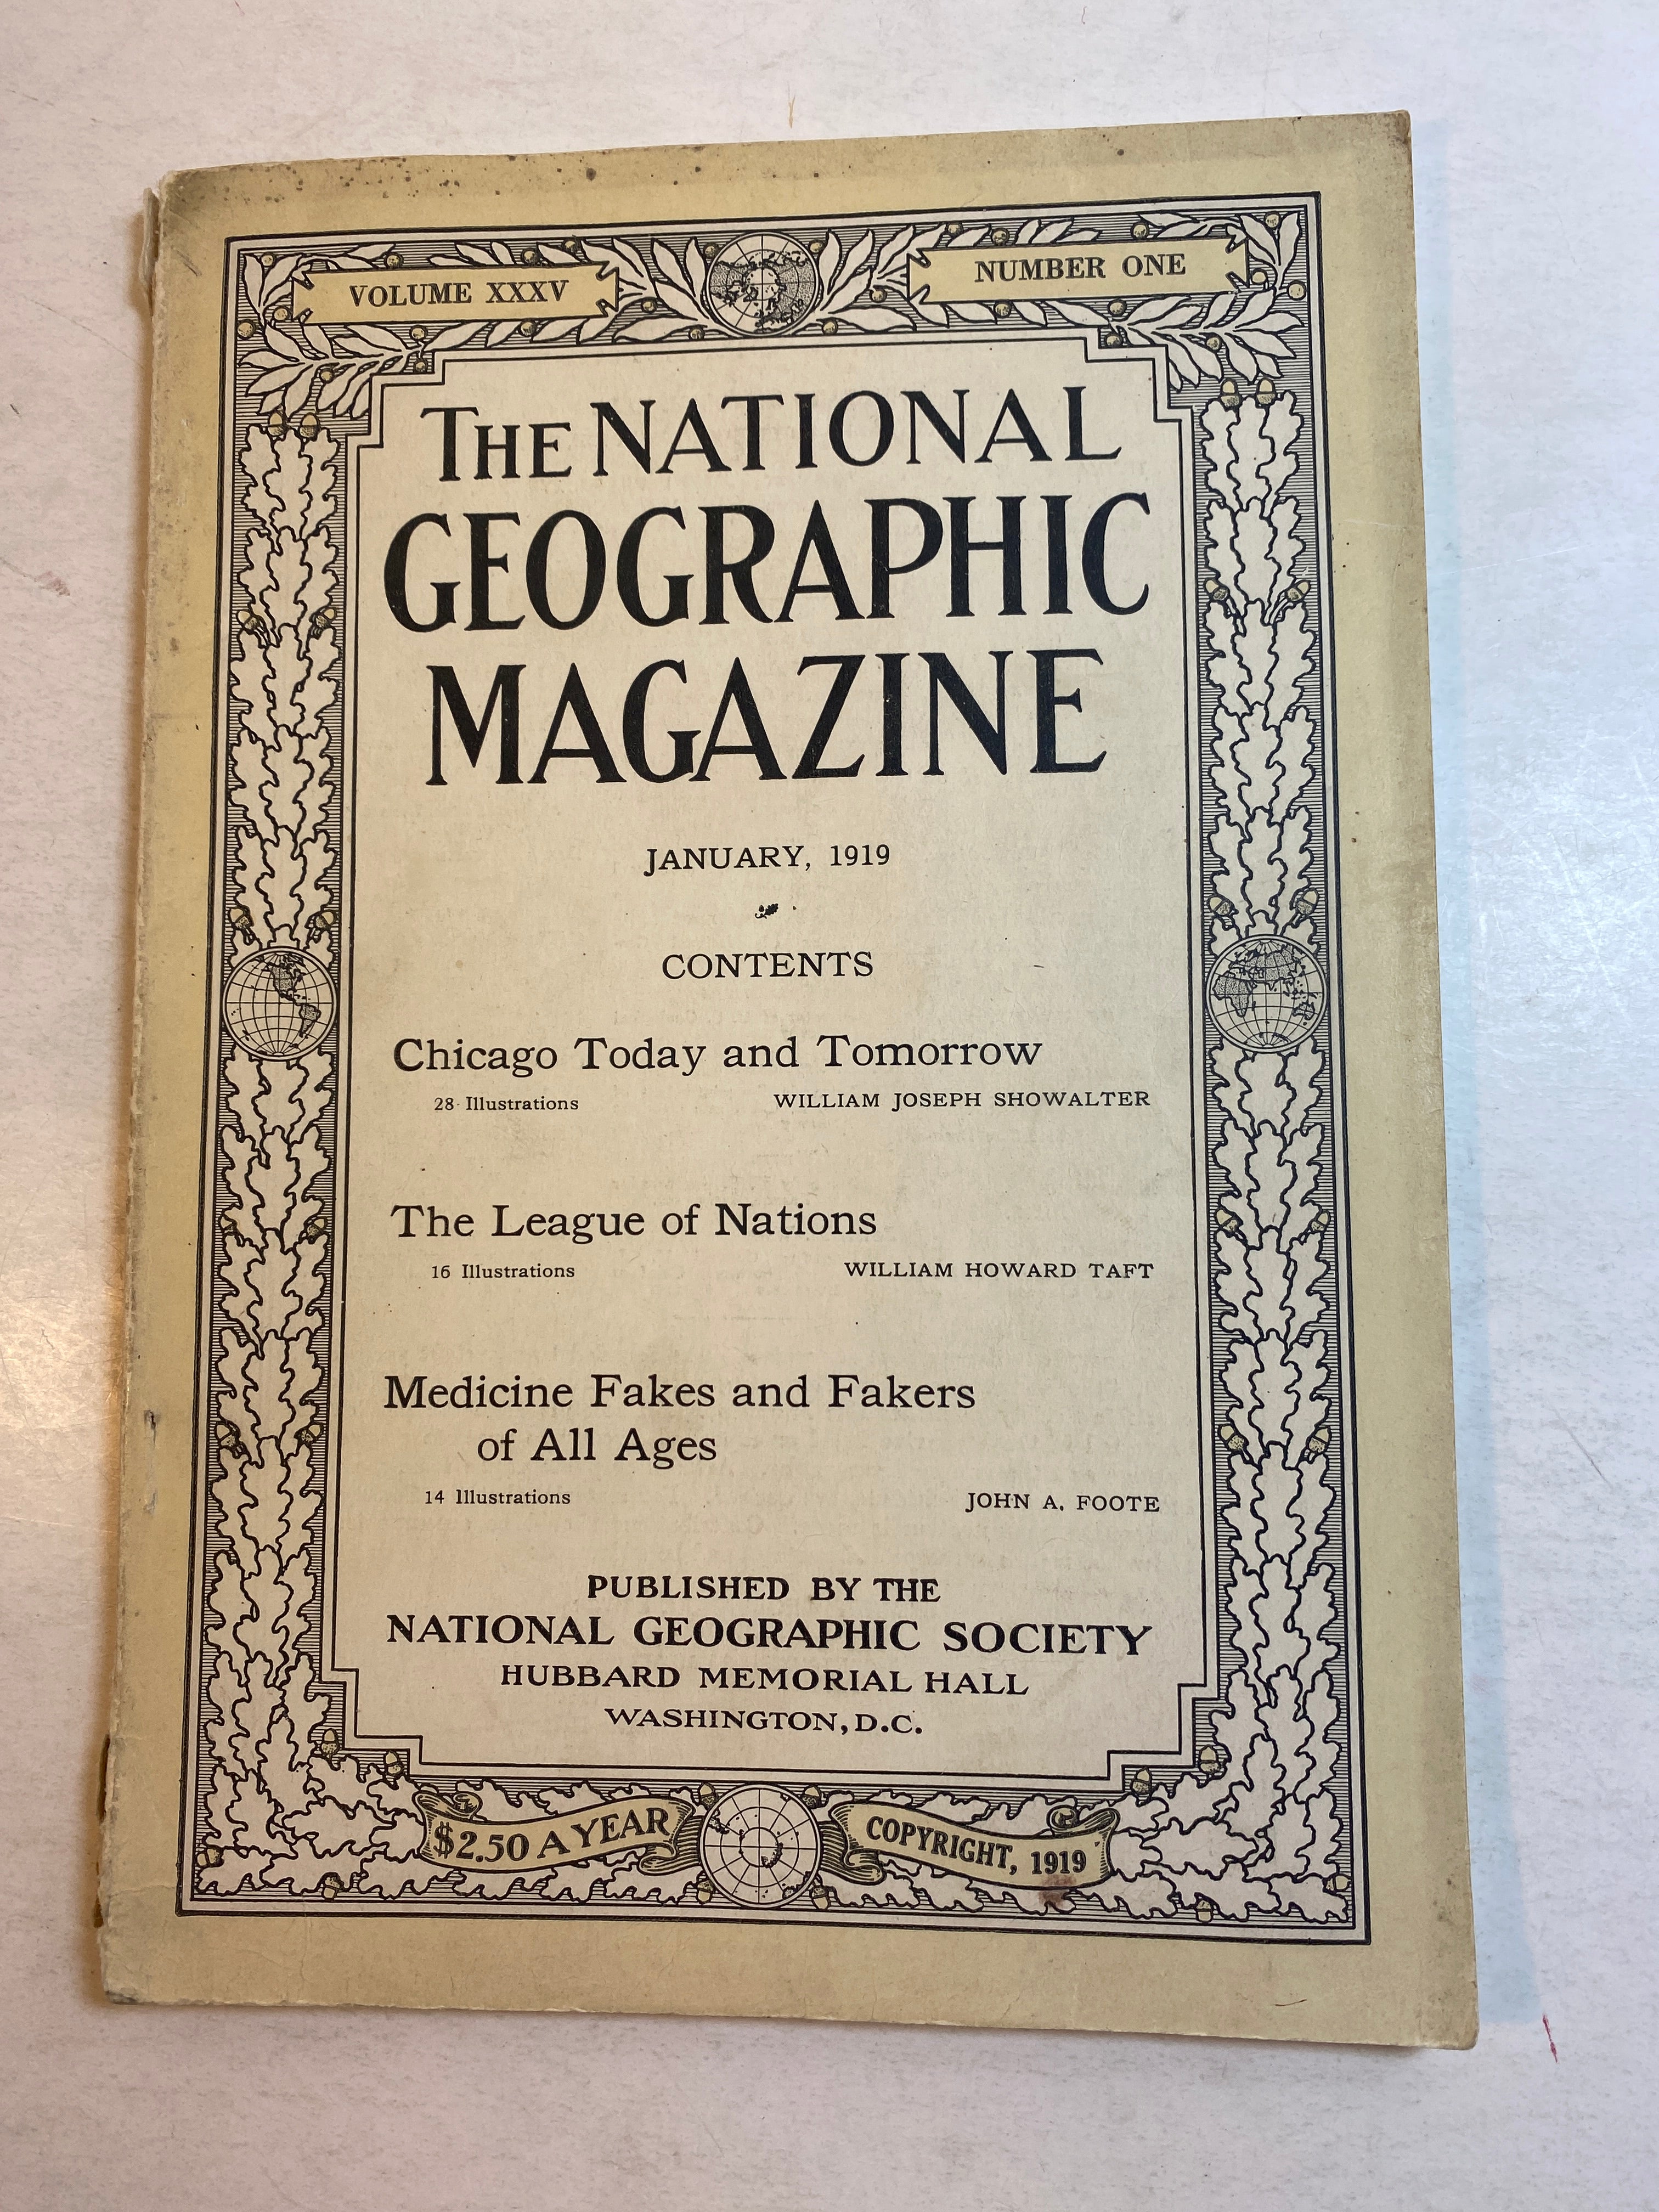 VOLUME XXXV
NUMBER ONE
THE NATIONAL
GEOGRAPHIC
MAGAZINE
JANUARY, 1919
CONTENTS
Chicago Today and Tomorrow
28 Illustrations WILLIAM JOSEPH SHOWALTER
The League of Nations
16 Illustrations WILLIAM HOWARD TAFT
Medicine Fakes and Fakers
of All Ages
14 Illustrations JOHN A. FOOTE
PUBLISHED BY THE
NATIONAL GEOGRAPHIC SOCIETY
HUBBARD MEMORIAL HALL
WASHINGTON, D.C.
$2.50 A YEAR
COPYRIGHT, 1919